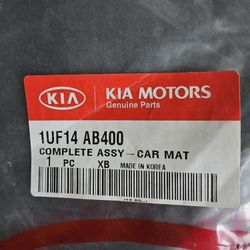 KIA
KIA MOTORS
Genuine Parts
1UF14 AB400
COMPLETE ASSY-CAR MAT
1 PC XB MADE IN KOREA